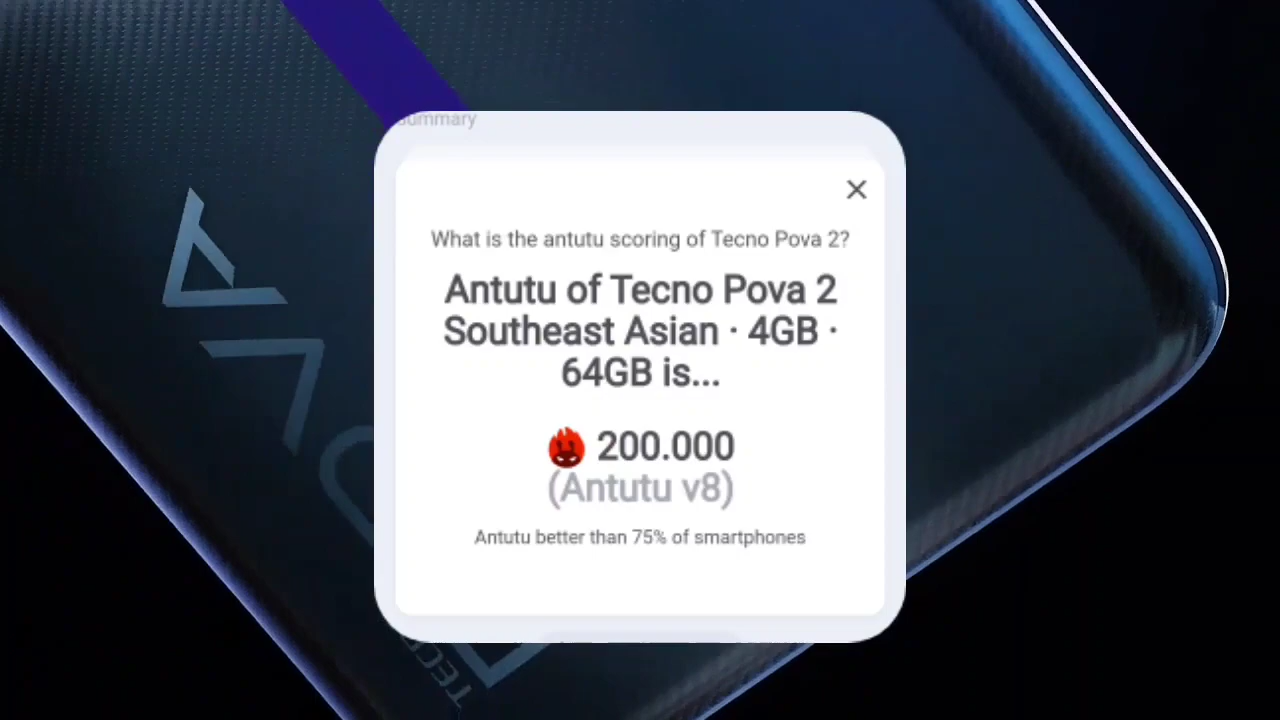 Summary
What is the antutu scoring of Tecno Pova 2?
Antutu of Tecno Pova 2
Southeast Asian · 4GB ·
64GB is...
200.000
(Antutu v8)
Antutu better than 75% of smartphones